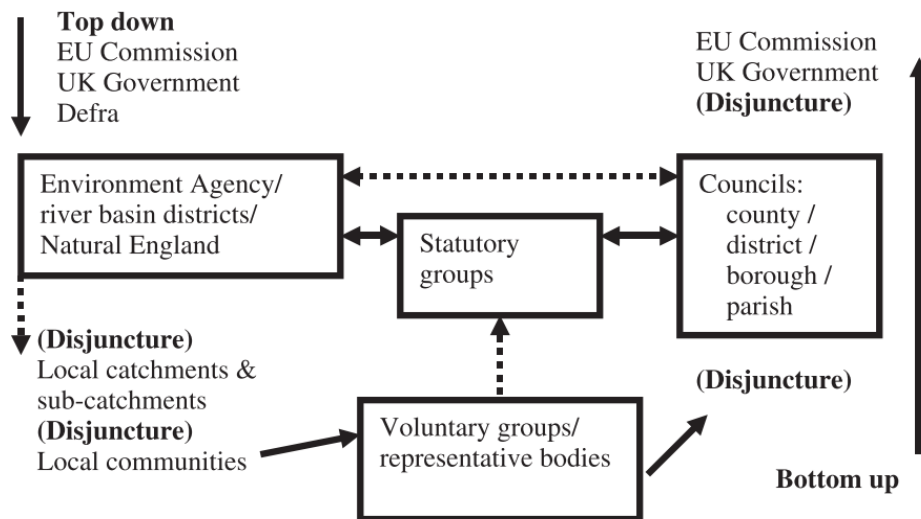 Top down
EU Commission
UK Government
Defra
EU Commission
UK Government
(Disjuncture)
Environment Agency/
river basin districts/
Natural England
Statutory
groups
Councils:
county /
district /
borough /
parish
(Disjuncture)
Local catchments &
sub-catchments
(Disjuncture)
Local communities
Voluntary groups/
representative bodies
(Disjuncture)
Bottom up